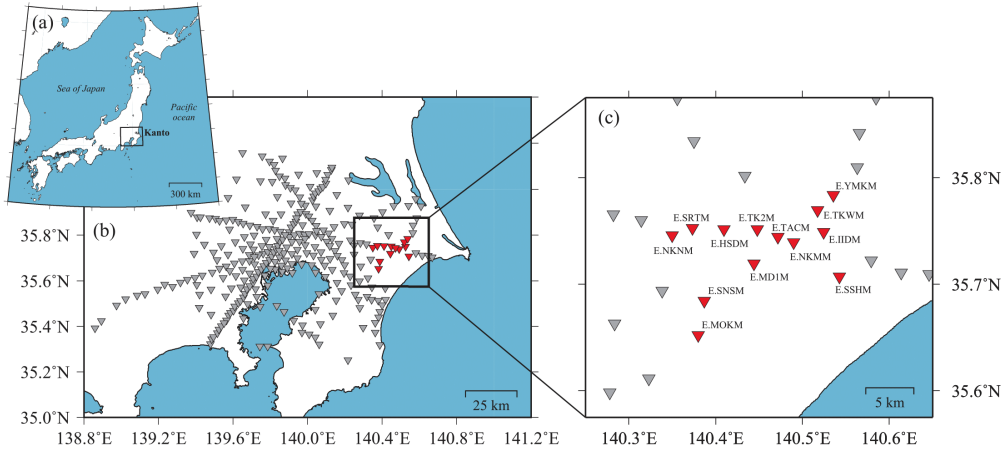 (a)
Sea of Japan
Pacific
ocean
Kanto
300 km
(b)
35.8°N
35.6°N
35.4°N
35.2°N
35.0°N
138.8°E
139.2°E
139.6°E
140.0°E
140.4°E
140.8°E
141.2°E
25 km
(c)
E.YMKM
E.SRTM
E.TK2M
E.TKWM
E.TACM
E.NKNM
E.HSDM
E.IIDM
E.NKMM
E.MD1M
E.SSHM
E.SNSM
E.MOKM
5 km
35.8°N
35.7°N
35.6°N
140.3°E
140.4°E
140.5°E
140.6°E